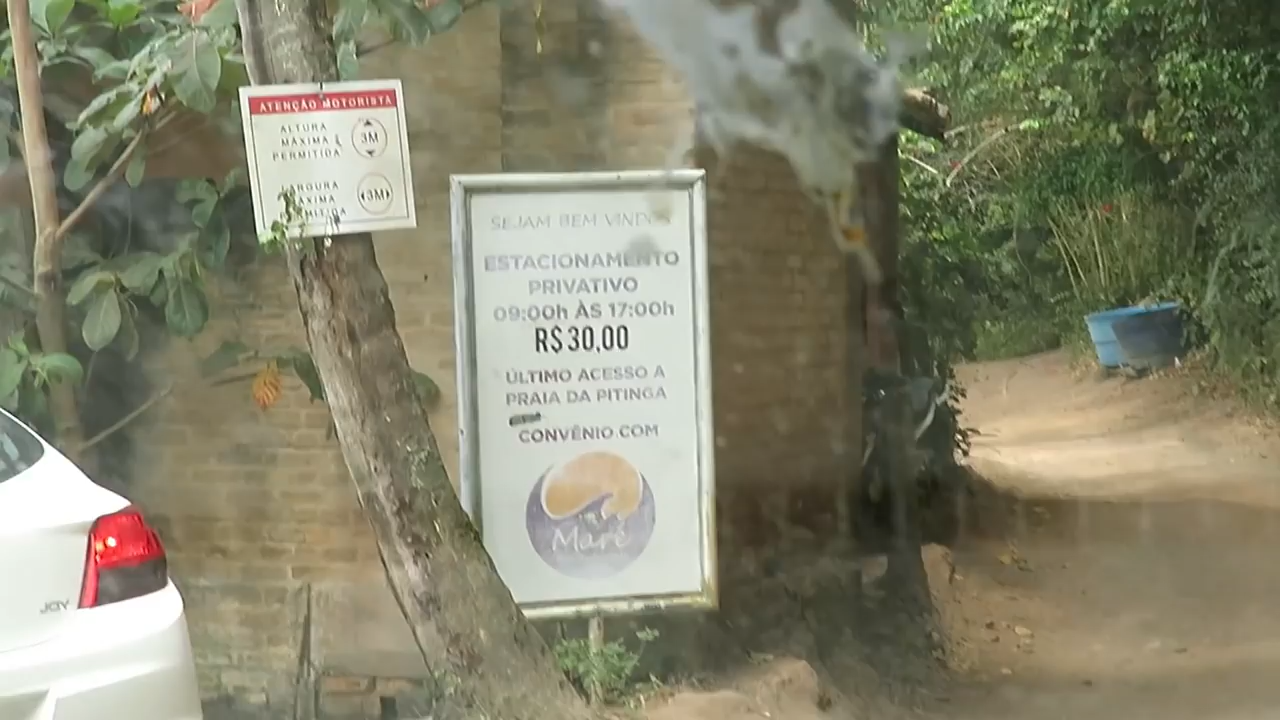 ATENÇÃO MOTORISTA
ALTURA
MÁXIMA
PERMITIDA
3M
LARGURA
MÁXIMA
3M
SEJAM BEM VINDOS
ESTACIONAMENTO
PRIVATIVO
09:00h ÀS 17:00h
R$30,00
ÚLTIMO ACESSO A
PRAIA DA PITINGA
CONVÊNIO.COM
Maré
JOY